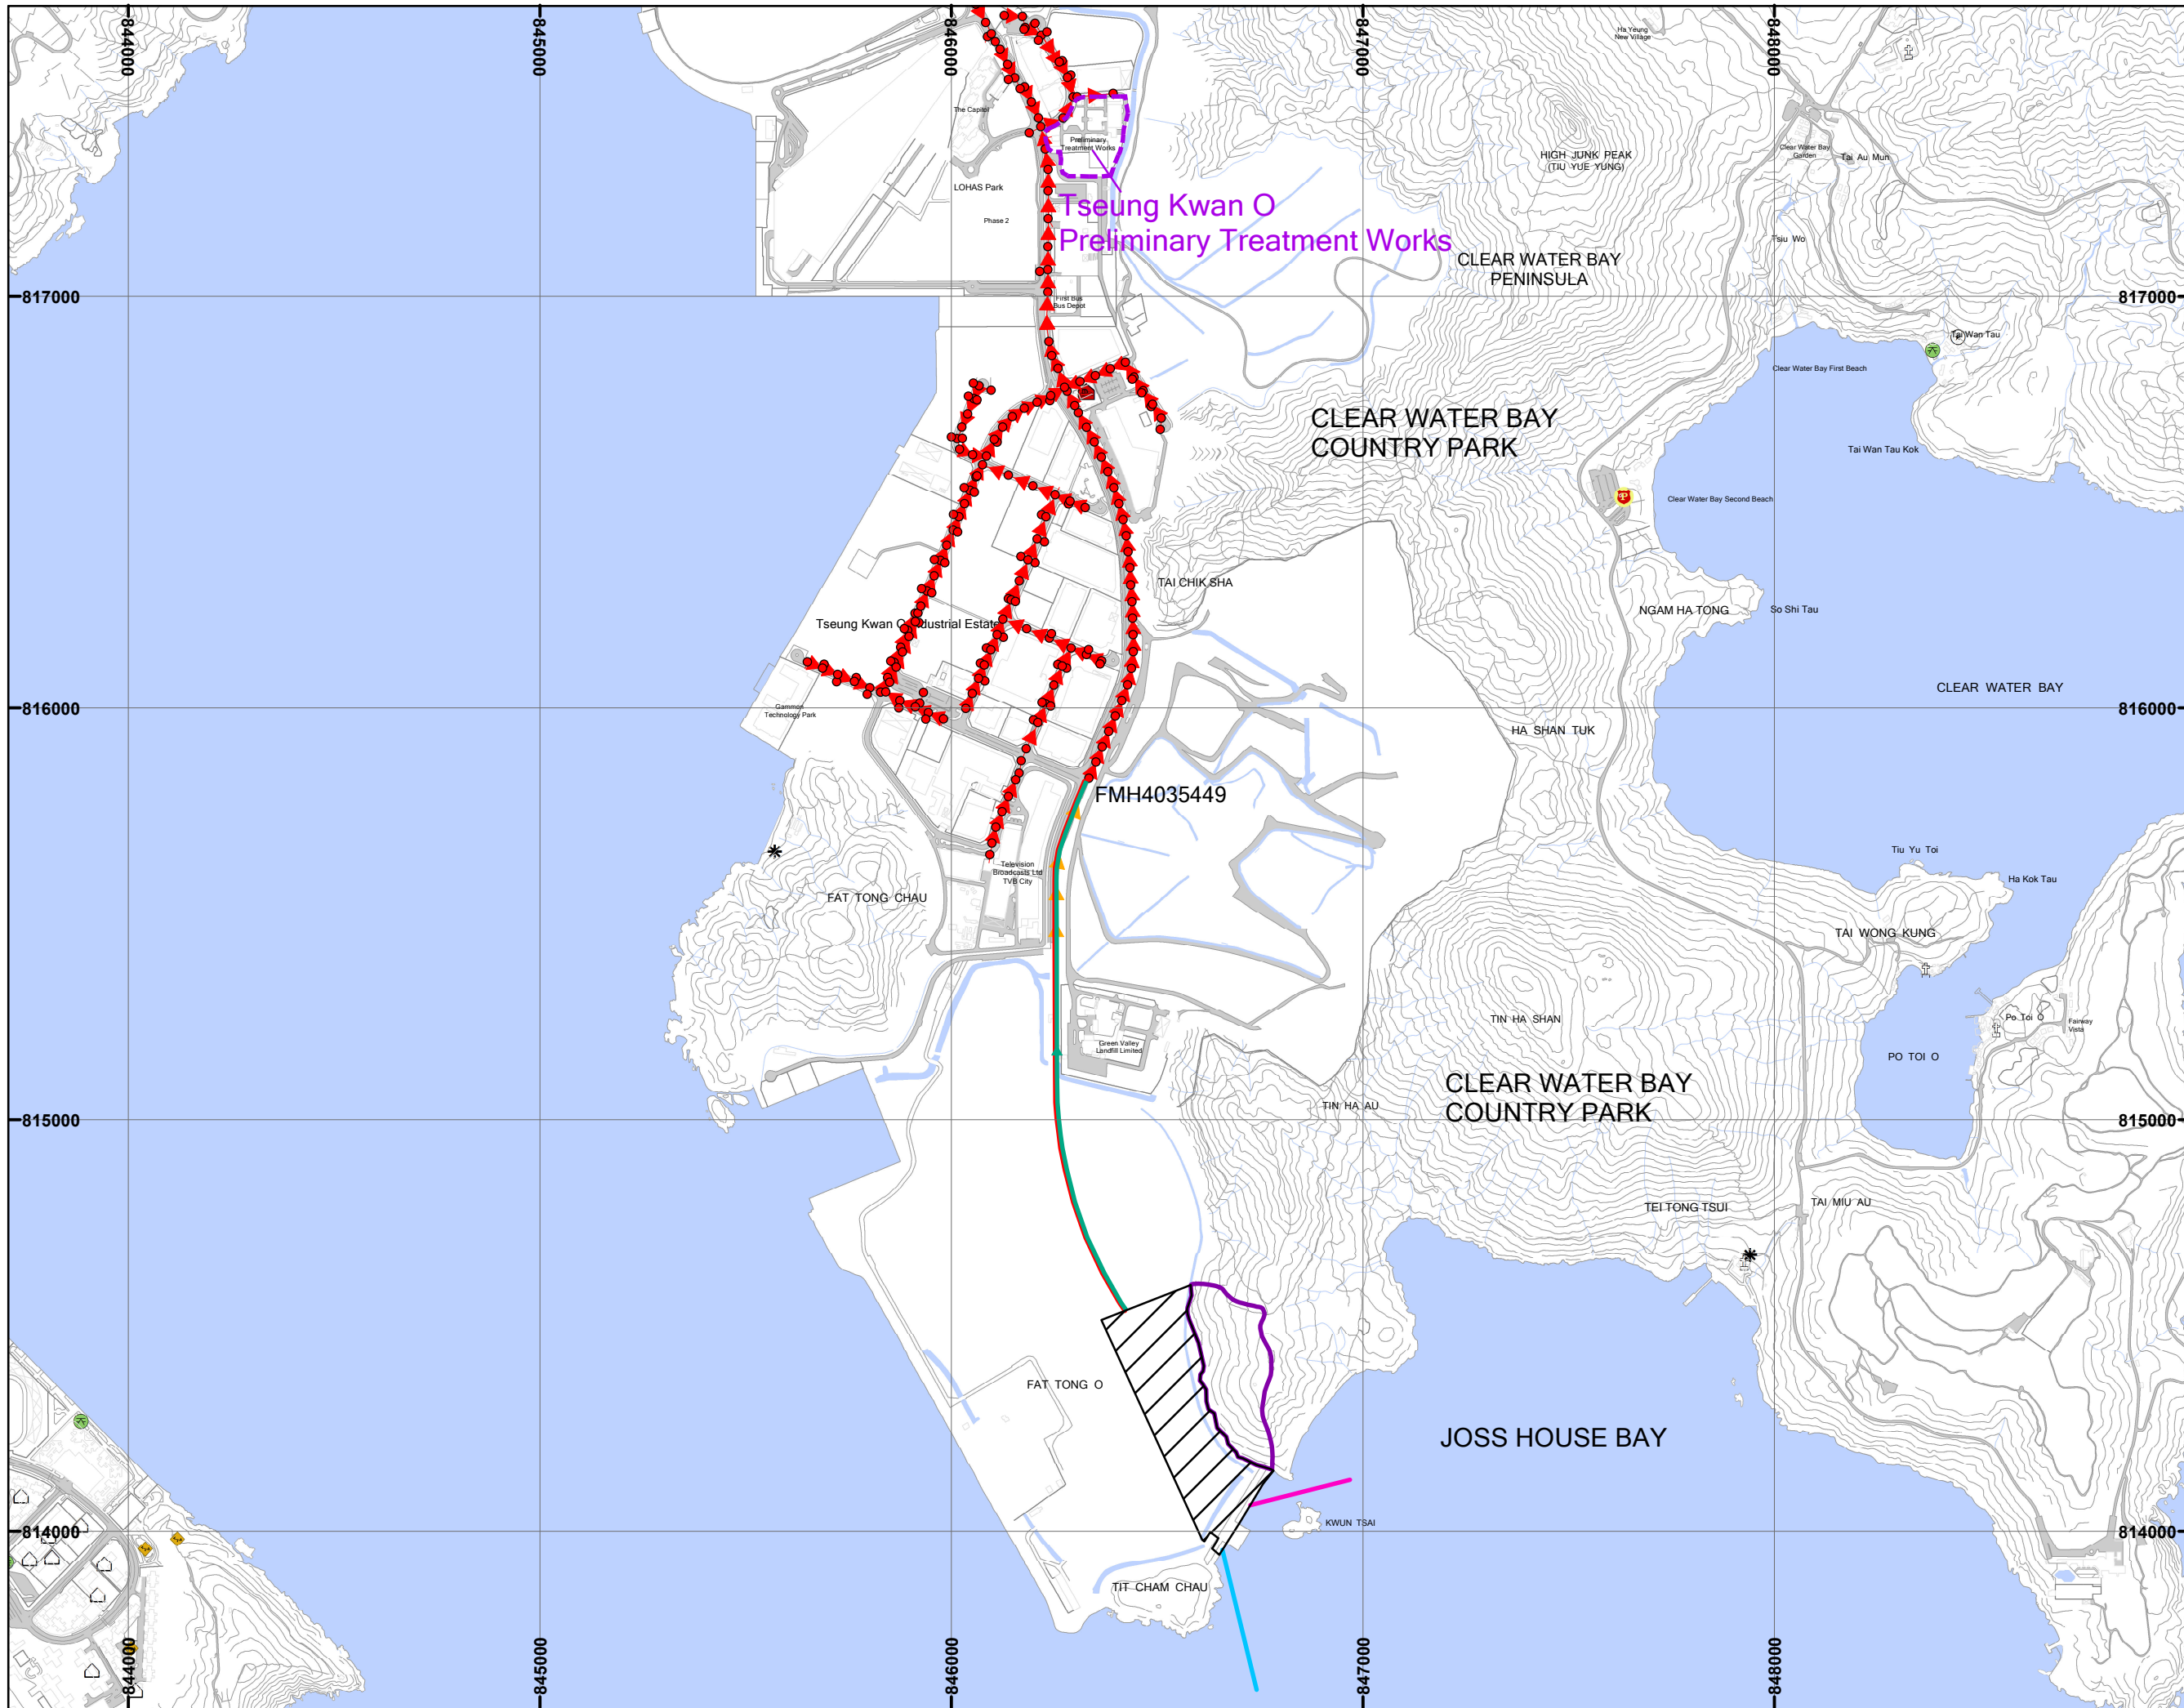 844000
845000
846000
847000
848000
Ha Yeung
New Village
The Capitol
Preliminary
Treatment Works
HIGH JUNK PEAK
(TIU YUE YUNG)
Clear Water Bay
Garden
Tai Au Mun
LOHAS Park
Phase 2
Tseung Kwan O
Preliminary Treatment Works
Tsiu Wo
CLEAR WATER BAY
PENINSULA
817000
First Bus
Bus Depot
817000
Tai Wan Tau
Clear Water Bay First Beach
CLEAR WATER BAY
COUNTRY PARK
Tai Wan Tau Kok
Clear Water Bay Second Beach
TAI CHIK SHA
NGAM HA TONG
So Shi Tau
Tseung Kwan O Industrial Estate
CLEAR WATER BAY
816000
Gammon
Technology Park
816000
HA SHAN TUK
FMH4035449
Television
Broadcasts Ltd
TVB City
Tiu Yu Toi
Ha Kok Tau
FAT TONG CHAU
TAI WONG KUNG
TIN HA SHAN
Po Toi O
Fairway
Vista
Green Valley
Landfill Limited
PO TOI O
CLEAR WATER BAY
COUNTRY PARK
TIN HA AU
815000
815000
TEI TONG TSUI
TAI MIU AU
FAT TONG O
JOSS HOUSE BAY
KWUN TSAI
814000
814000
TIT CHAM CHAU
844000
845000
846000
847000
848000